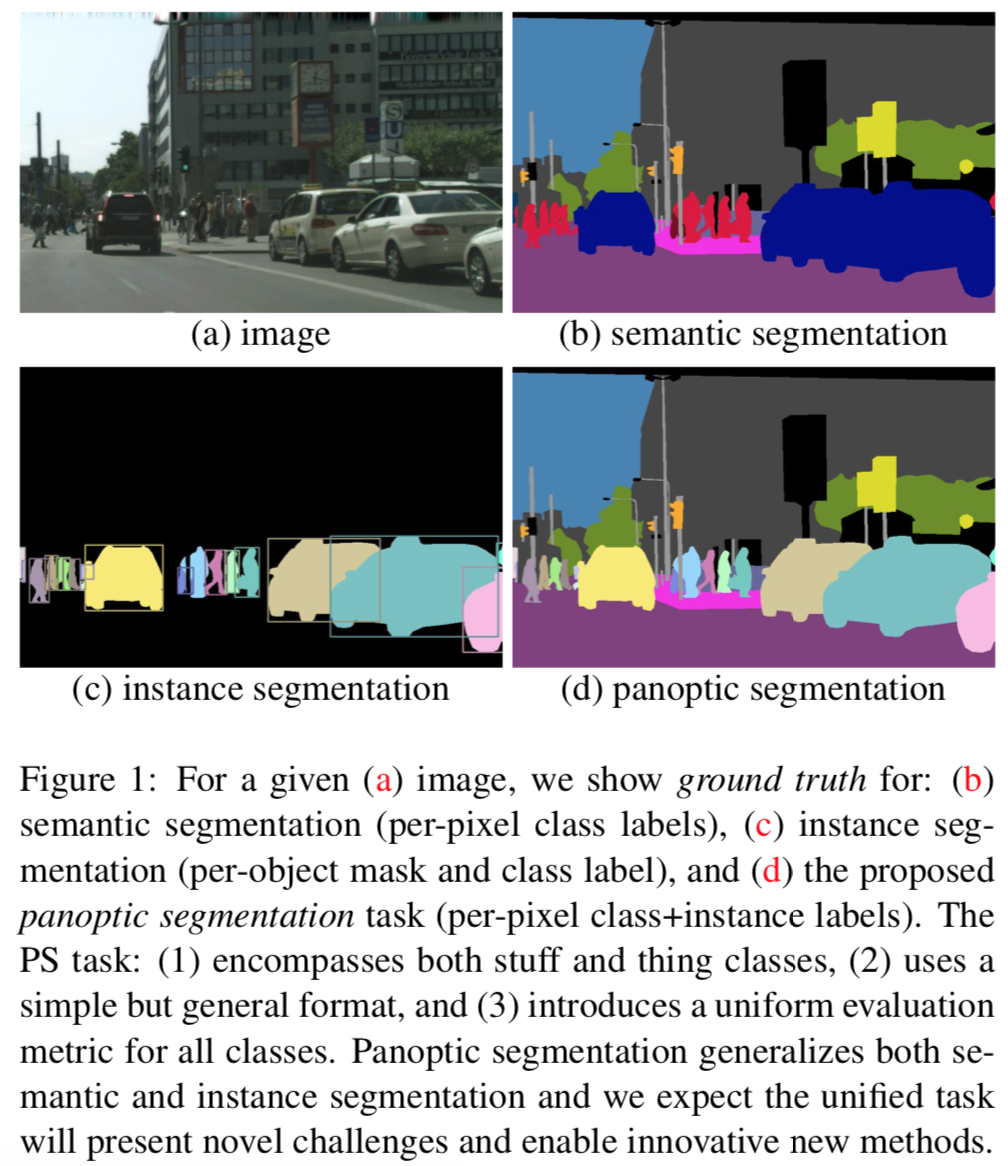 S
U
(a) image
(b) semantic segmentation
(c) instance segmentation
(d) panoptic segmentation
Figure 1: For a given (a) image, we show ground truth for: (b)
semantic segmentation (per-pixel class labels), (c) instance seg-
mentation (per-object mask and class label), and (d) the proposed
panoptic segmentation task (per-pixel class+instance labels). The
PS task: (1) encompasses both stuff and thing classes, (2) uses a
simple but general format, and (3) introduces a uniform evaluation
metric for all classes. Panoptic segmentation generalizes both se-
mantic and instance segmentation and we expect the unified task
will present novel challenges and enable innovative new methods.